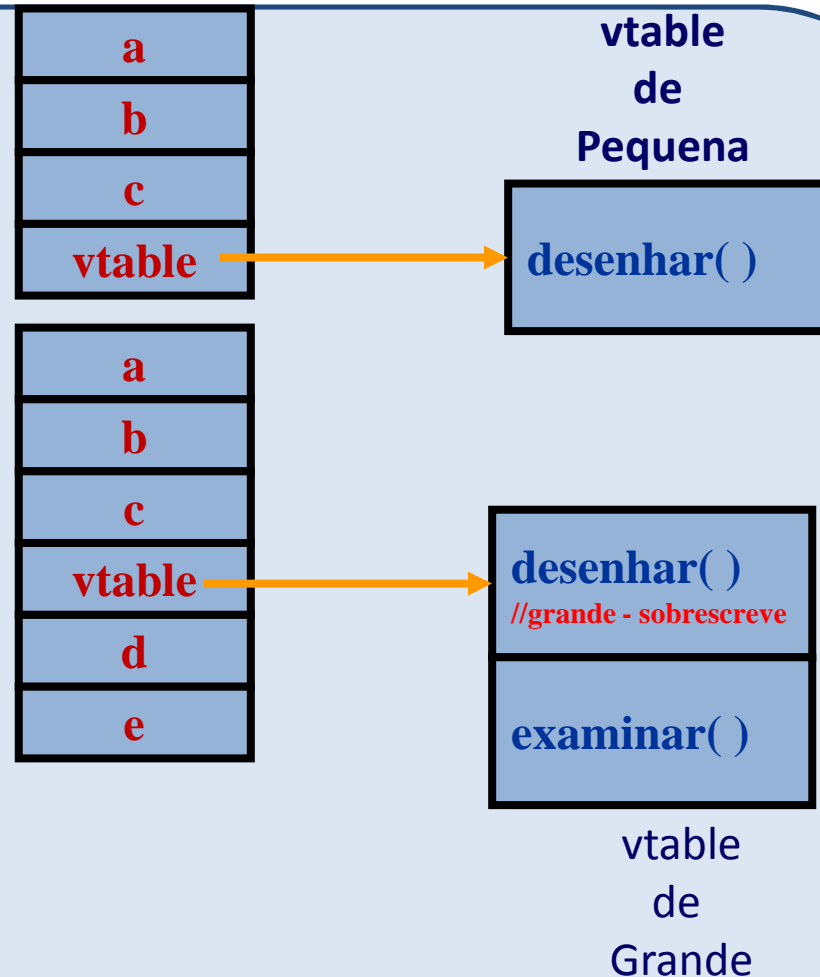 a
b
c
vtable
vtable
de
Pequena
desenhar( )
a
b
c
vtable
d
e
desenhar( )
//grande - sobrescreve
examinar( )
vtable
de
Grande